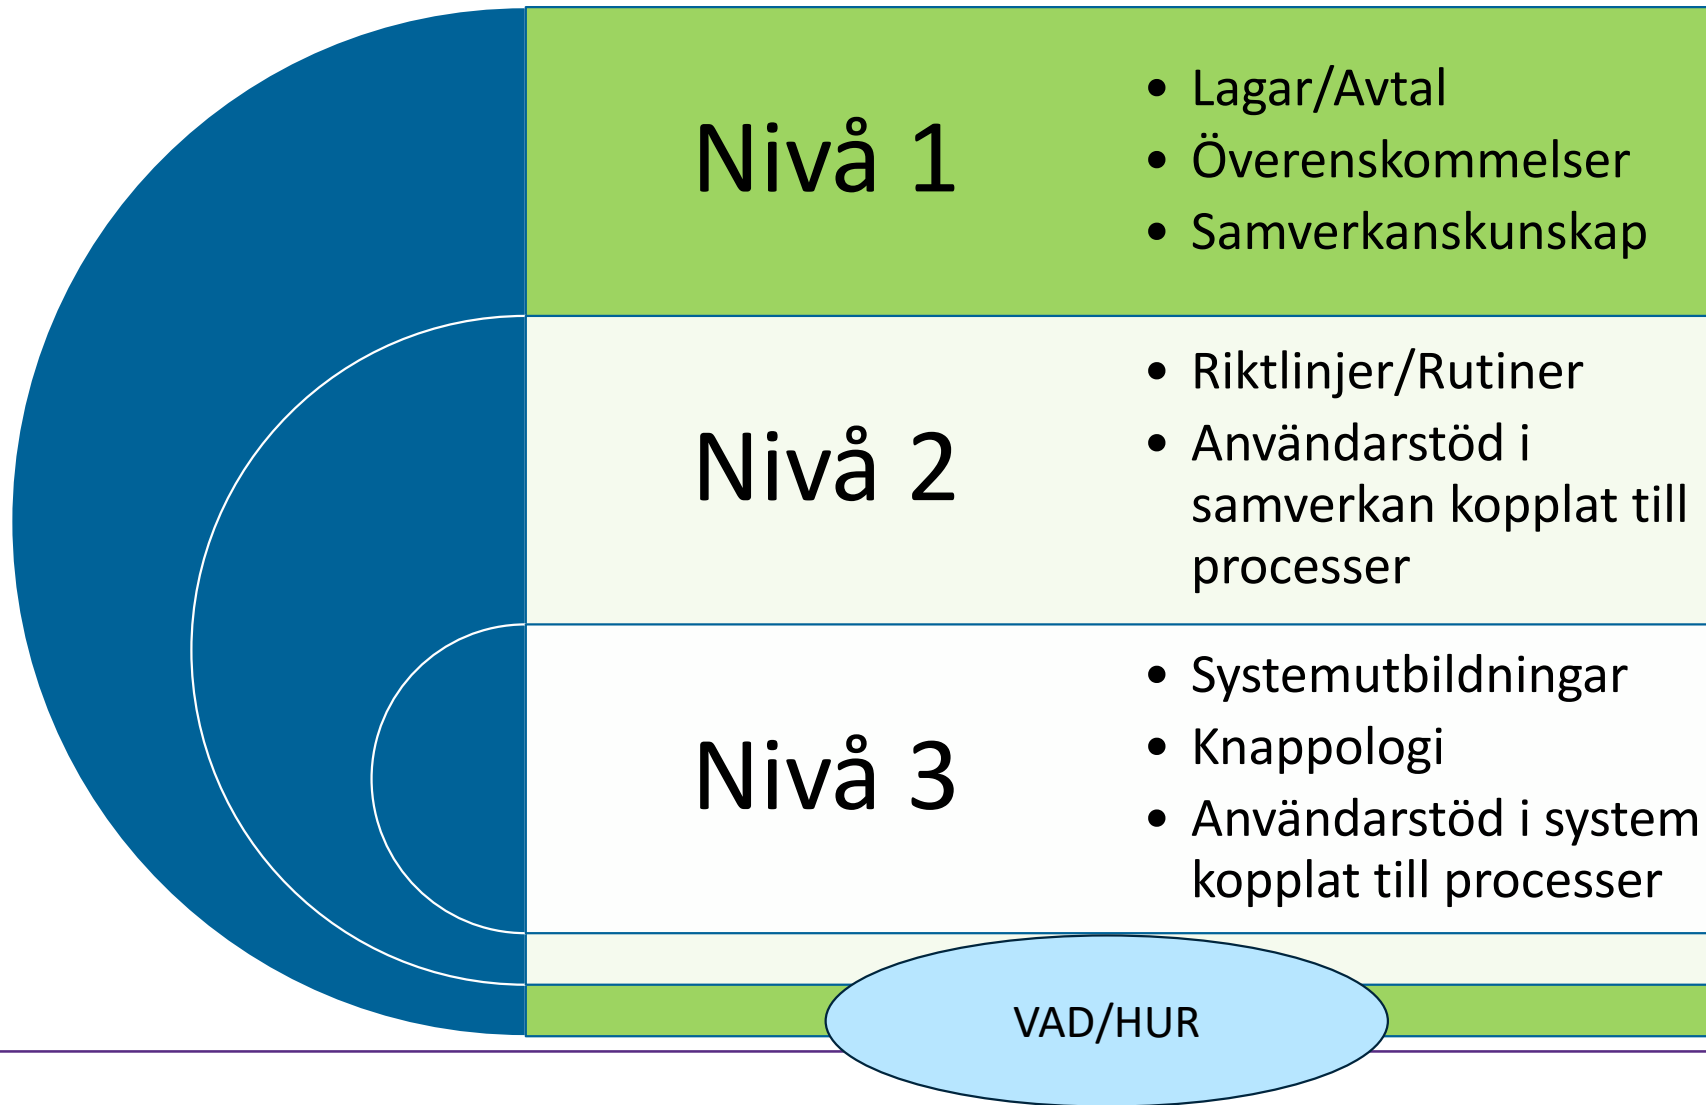 Nivå 1
• Lagar/Avtal
• Överenskommelser
• Samverkanskunskap
Nivå 2
• Riktlinjer/Rutiner
• Användarstöd i
samverkan kopplat till
processer
Nivå 3
• Systemutbildningar
• Knappologi
• Användarstöd i system
kopplat till processer
VAD/HUR